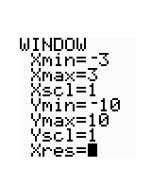 WINDOW
Xmin=-3
Xmax=3
Xscl=1
Ymin=-10
Ymax=10
Yscl=1
Xres=